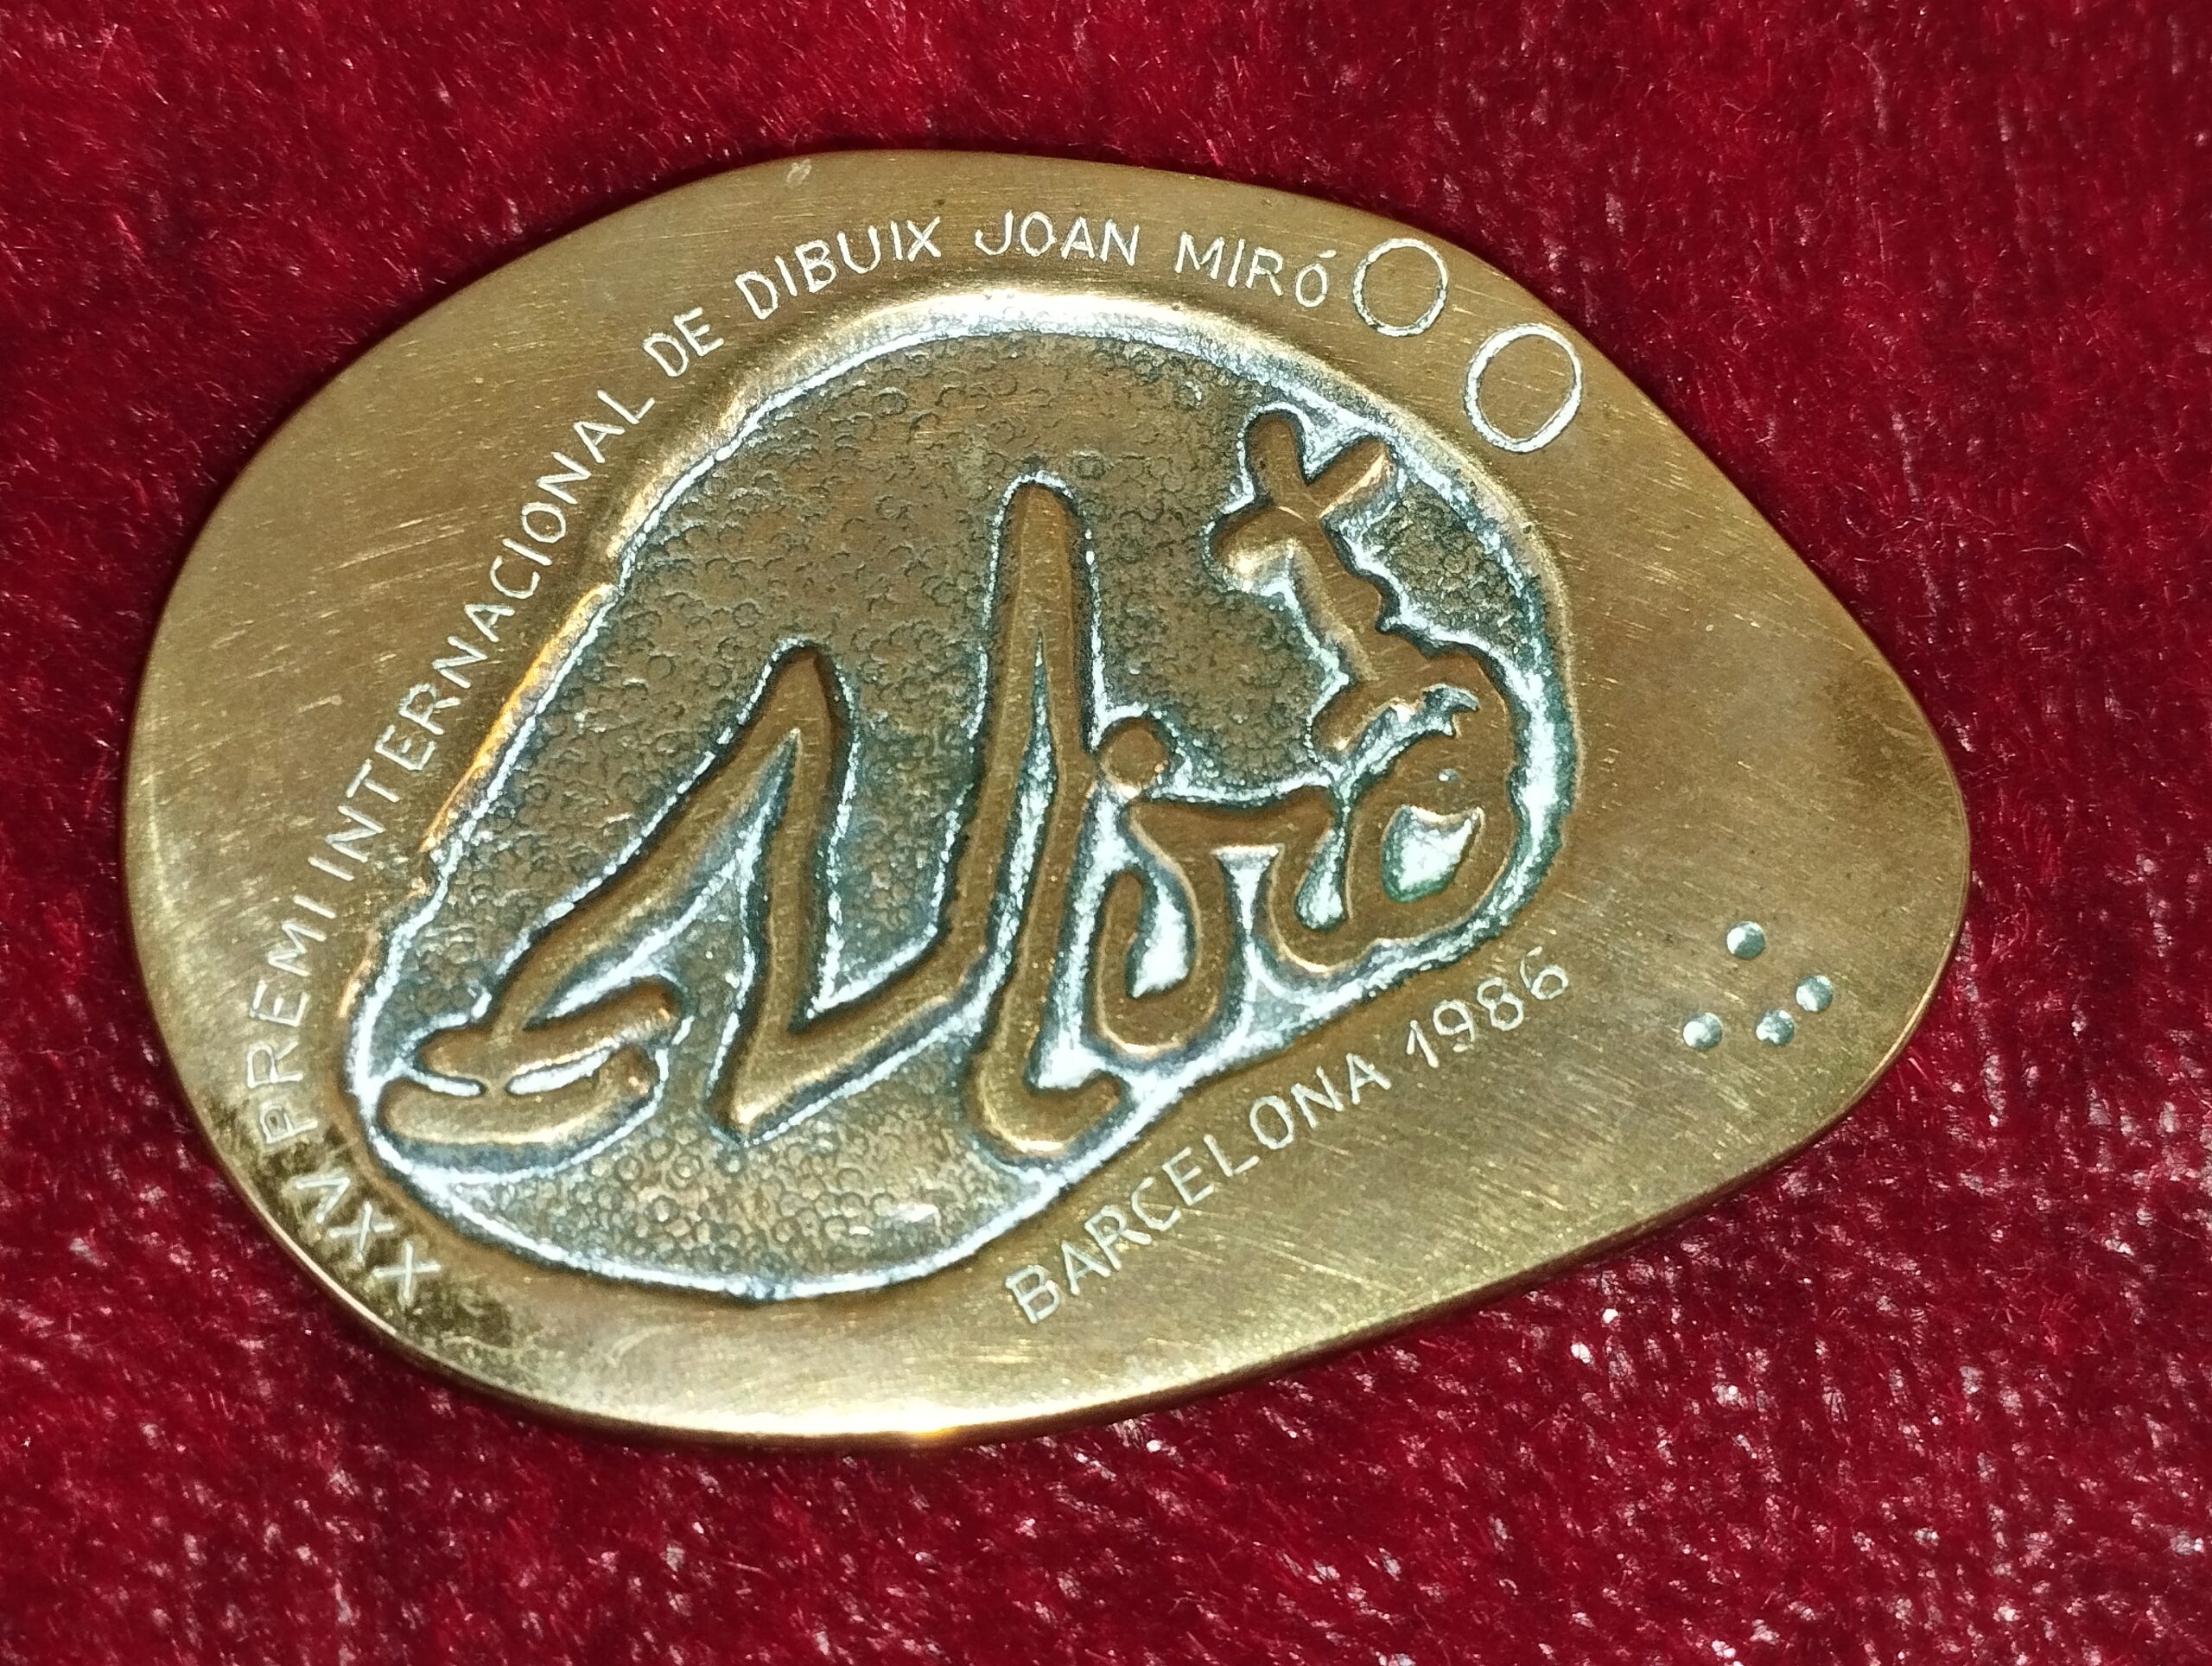 XXV PREMI INTERNACIONAL DE DIBUIX JOAN MIRÓ
Miró
BARCELONA 1986